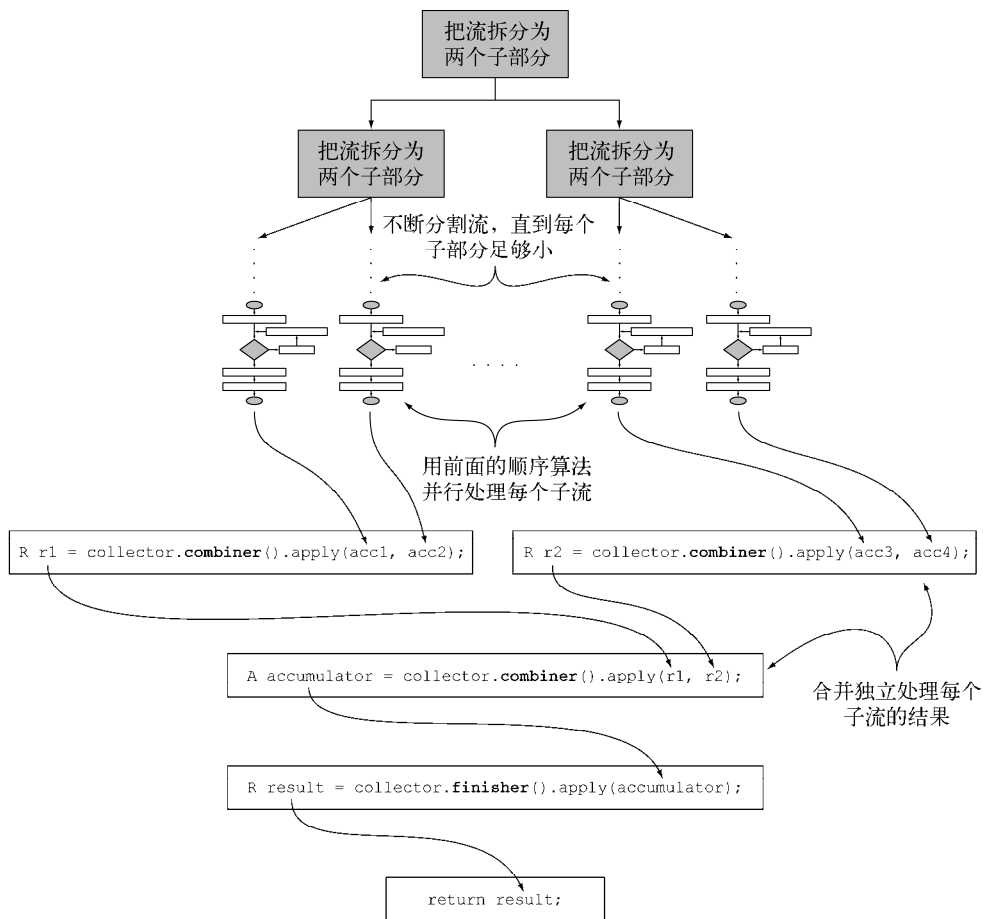 把流拆分为
两个子部分
把流拆分为
两个子部分
把流拆分为
两个子部分
不断分割流，直到每个
子部分足够小
用前面的顺序算法
并行处理每个子流
R r1 = collector.combiner().apply(acc1, acc2);
R r2 = collector.combiner().apply(acc3, acc4);
A accumulator = collector.combiner().apply(r1, r2);
合并独立处理每个
子流的结果
R result = collector.finisher().apply(accumulator);
return result;